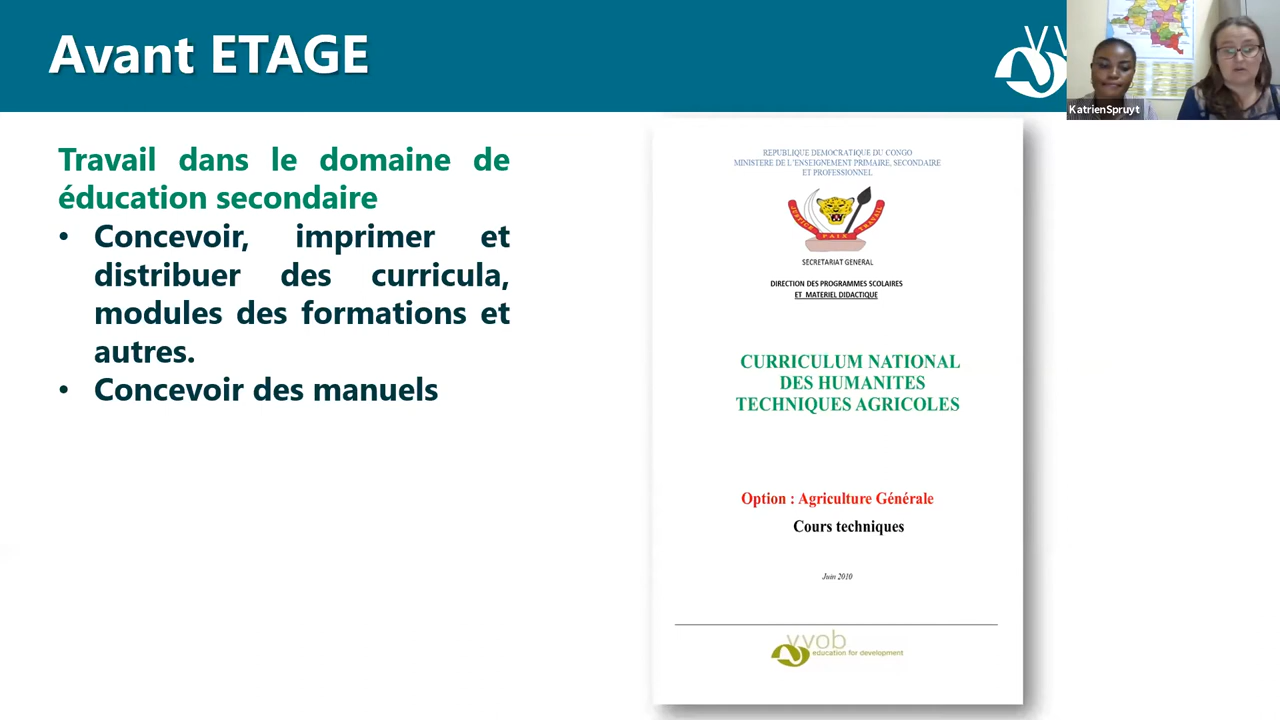 Avant ETAGE
KatrienSpruyt
Travail dans le domaine de
éducation secondaire
• Concevoir, imprimer et
distribuer des curricula,
modules des formations et
autres.
• Concevoir des manuels
REPUBLIQUE DEMOCRATIQUE DU CONGO
MINISTERE DE L'ENSEIGNEMENT PRIMAIRE, SECONDAIRE
ET PROFESSIONNEL
JUSTICE PAIX TRAVAIL
SECRETARIAT GENERAL
DIRECTION DES PROGRAMMES SCOLAIRES
ET MATERIEL DIDACTIQUE
CURRICULUM NATIONAL
DES HUMANITES
TECHNIQUES AGRICOLES
Option : Agriculture Générale
Cours techniques
Juin 2010
vvob
education for development